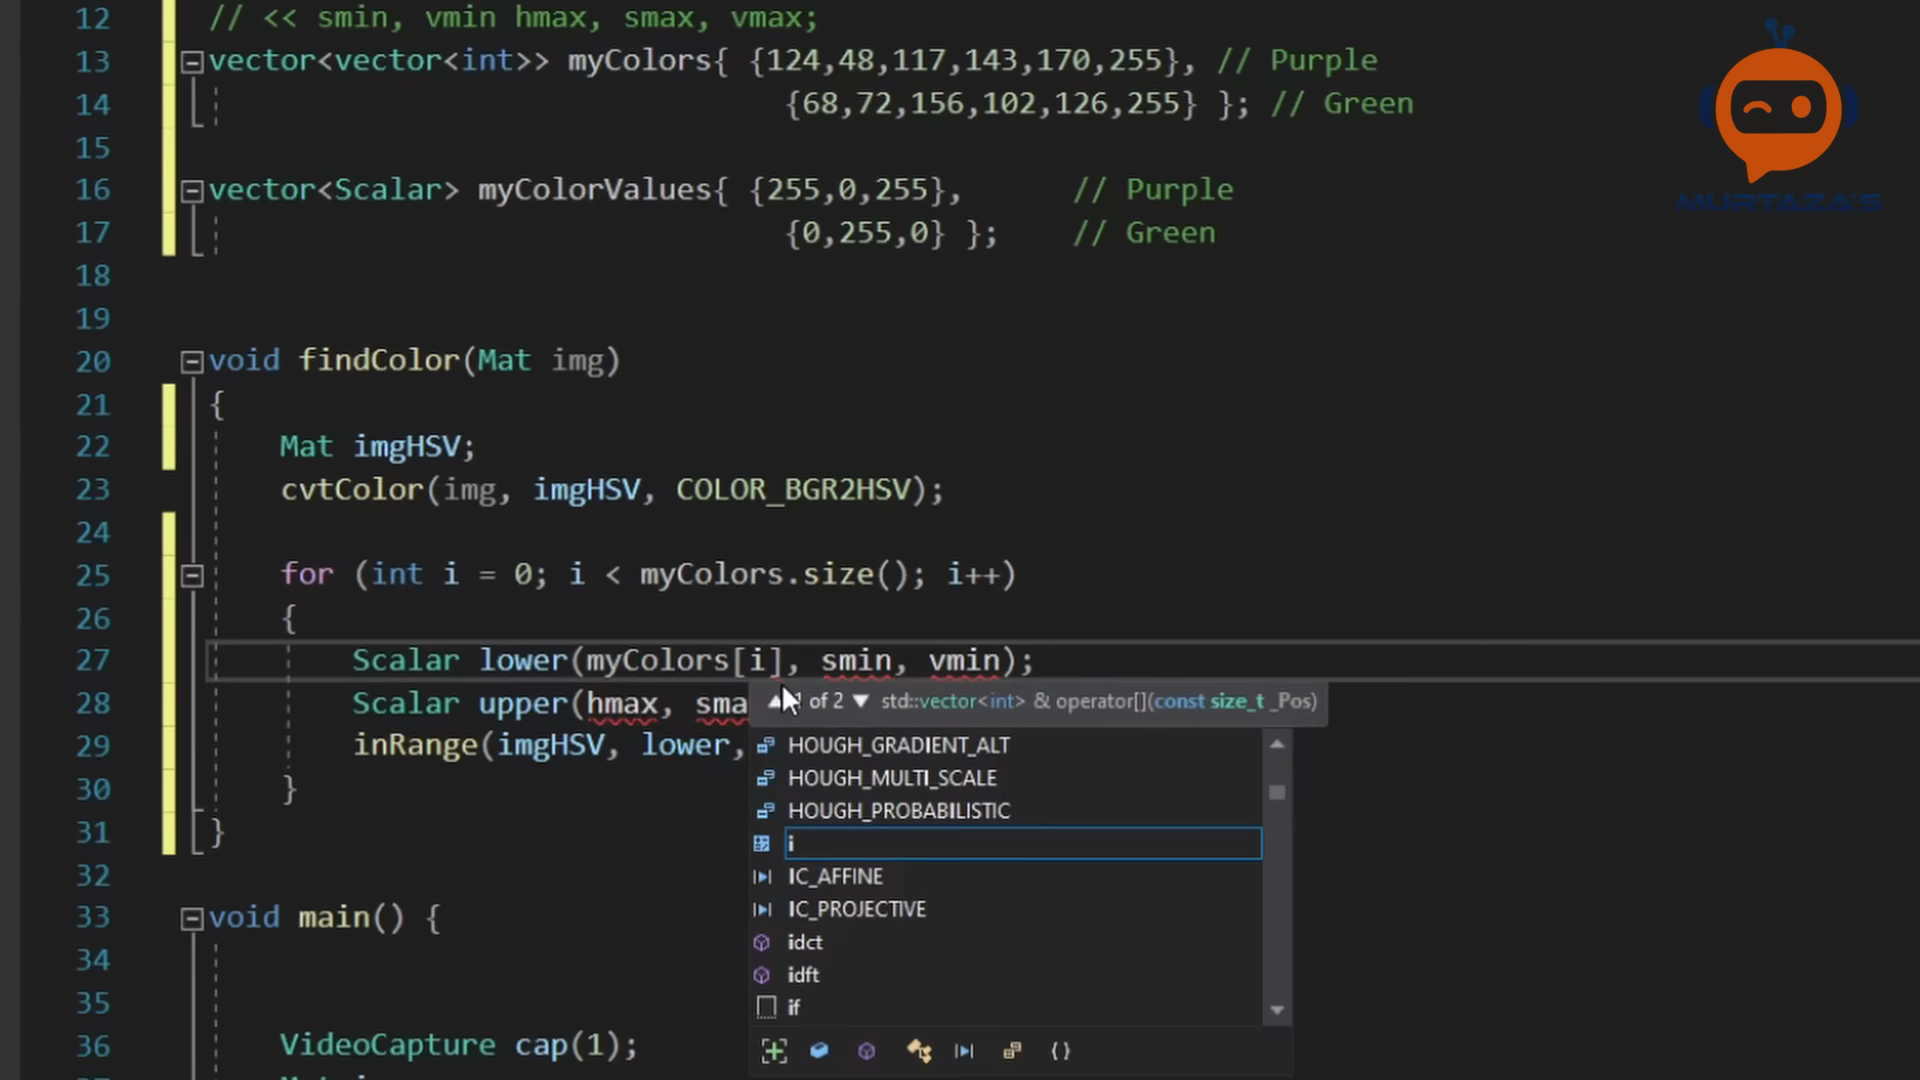 12 // << smin, vmin hmax, smax, vmax;
13 vector<vector<int>> myColors{ {124,48,117,143,170,255}, // Purple
14 {68,72,156,102,126,255} }; // Green
15
16 vector<Scalar> myColorValues{ {255,0,255}, // Purple
17 {0,255,0} }; // Green
18
19
20 void findColor(Mat img)
21 {
22 Mat imgHSV;
23 cvtColor(img, imgHSV, COLOR_BGR2HSV);
24
25 for (int i = 0; i < myColors.size(); i++)
26 {
27 Scalar lower(myColors[i], smin, vmin);
28 Scalar upper(hmax, sma
of 2 std::vector<int> & operator[](const size_t _Pos)
29 inRange(imgHSV, lower,
30 }
31 }
32
33 void main() {
34
35
36 VideoCapture cap(1);
HOUGH_GRADIENT_ALT
HOUGH_MULTI_SCALE
HOUGH_PROBABILISTIC
i
IC_AFFINE
IC_PROJECTIVE
idct
idft
if
MURTAZA'S